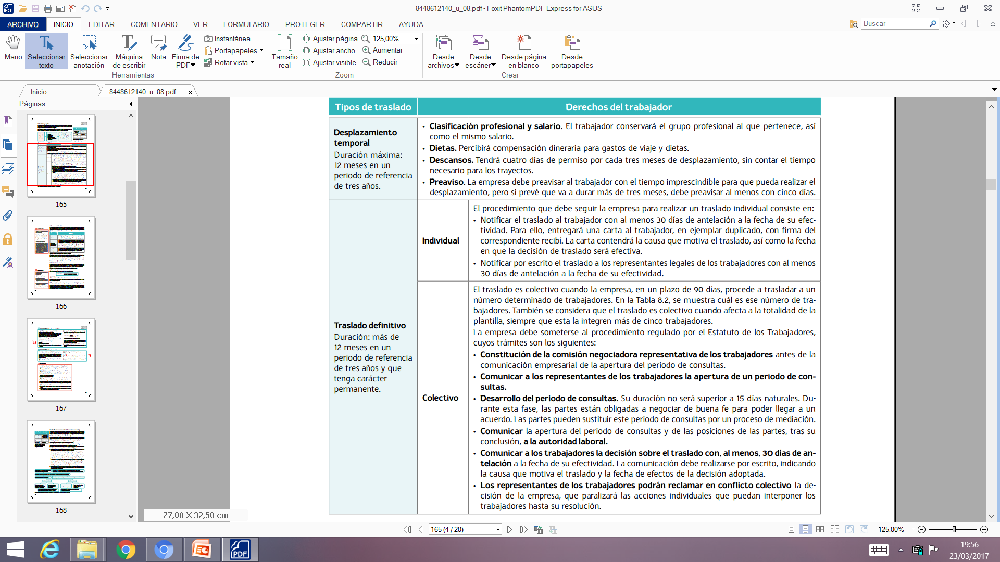 8448612140_u_08.pdf - Foxit PhantomPDF Express for ASUS
ARCHIVO INICIO EDITAR COMENTARIO VER FORMULARIO PROTEGER COMPARTIR AYUDA
Buscar
Mano
Seleccionar texto
Seleccionar anotación
Máquina de escribir
Nota
Firma de PDF
Instantánea
Portapapeles
Rotar vista
Herramientas
Tamaño real
Ajustar página
Ajustar ancho
Ajustar visible
125,00%
Aumentar
Reducir
Zoom
Desde archivos
Desde escáner
Desde página en blanco
Desde portapapeles
Crear
Inicio
8448612140_u_08.pdf
Páginas
165
166
167
168
Tipos de traslado
Derechos del trabajador
Desplazamiento
temporal
Duración máxima:
12 meses en un
periodo de referencia
de tres años.
• Clasificación profesional y salario. El trabajador conservará el grupo profesional al que pertenece, así
como el mismo salario.
• Dietas. Percibirá compensación dineraria para gastos de viaje y dietas.
• Descansos. Tendrá cuatro días de permiso por cada tres meses de desplazamiento, sin contar el tiempo
necesario para los trayectos.
• Preaviso. La empresa debe preavisar al trabajador con el tiempo imprescindible para que pueda realizar el
desplazamiento, pero si prevé que va a durar más de tres meses, debe preavisar al menos con cinco días.
Traslado definitivo
Duración: más de
12 meses en un
periodo de referencia
de tres años y que
tenga carácter
permanente.
Individual
El procedimiento que debe seguir la empresa para realizar un traslado individual consiste en:
• Notificar el traslado al trabajador con al menos 30 días de antelación a la fecha de su efec-
tividad. Para ello, entregará una carta al trabajador, en ejemplar duplicado, con firma del
correspondiente recibí. La carta contendrá la causa que motiva el traslado, así como la fecha
en que la decisión de traslado será efectiva.
• Notificar por escrito el traslado a los representantes legales de los trabajadores con al menos
30 días de antelación a la fecha de su efectividad.
Colectivo
El traslado es colectivo cuando la empresa, en un plazo de 90 días, procede a trasladar a un
número determinado de trabajadores. En la Tabla 8.2, se muestra cuál es ese número de tra-
bajadores. También se considera que el traslado es colectivo cuando afecta a la totalidad de la
plantilla, siempre que esta la integren más de cinco trabajadores.
La empresa debe someterse al procedimiento regulado por el Estatuto de los Trabajadores,
cuyos trámites son los siguientes:
• Constitución de la comisión negociadora representativa de los trabajadores antes de la
comunicación empresarial de la apertura del periodo de consultas.
• Comunicar a los representantes de los trabajadores la apertura de un periodo de con-
sultas.
• Desarrollo del periodo de consultas. Su duración no será superior a 15 días naturales. Du-
rante esta fase, las partes están obligadas a negociar de buena fe para poder llegar a un
acuerdo. Las partes pueden sustituir este periodo de consultas por un proceso de mediación.
• Comunicar la apertura del periodo de consultas y de las posiciones de las partes, tras su
conclusión, a la autoridad laboral.
• Comunicar a los trabajadores la decisión sobre el traslado con, al menos, 30 días de an-
telación a la fecha de su efectividad. La comunicación debe realizarse por escrito, indicando
la causa que motiva el traslado y la fecha de efectos de la decisión adoptada.
• Los representantes de los trabajadores podrán reclamar en conflicto colectivo la de-
cisión de la empresa, que paralizará las acciones individuales que puedan interponer los
trabajadores hasta su resolución.
27,00 X 32,50 cm
165 (4 / 20)
125,00%
19:56
23/03/2017